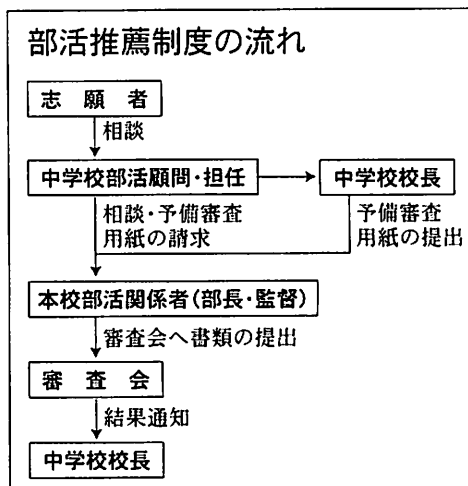 部活推薦制度の流れ
志願者
相談
中学校部活顧問・担任
中学校校長
相談・予備審査
用紙の請求
予備審査
用紙の提出
本校部活関係者(部長・監督)
審査会へ書類の提出
審査会
結果通知
中学校校長